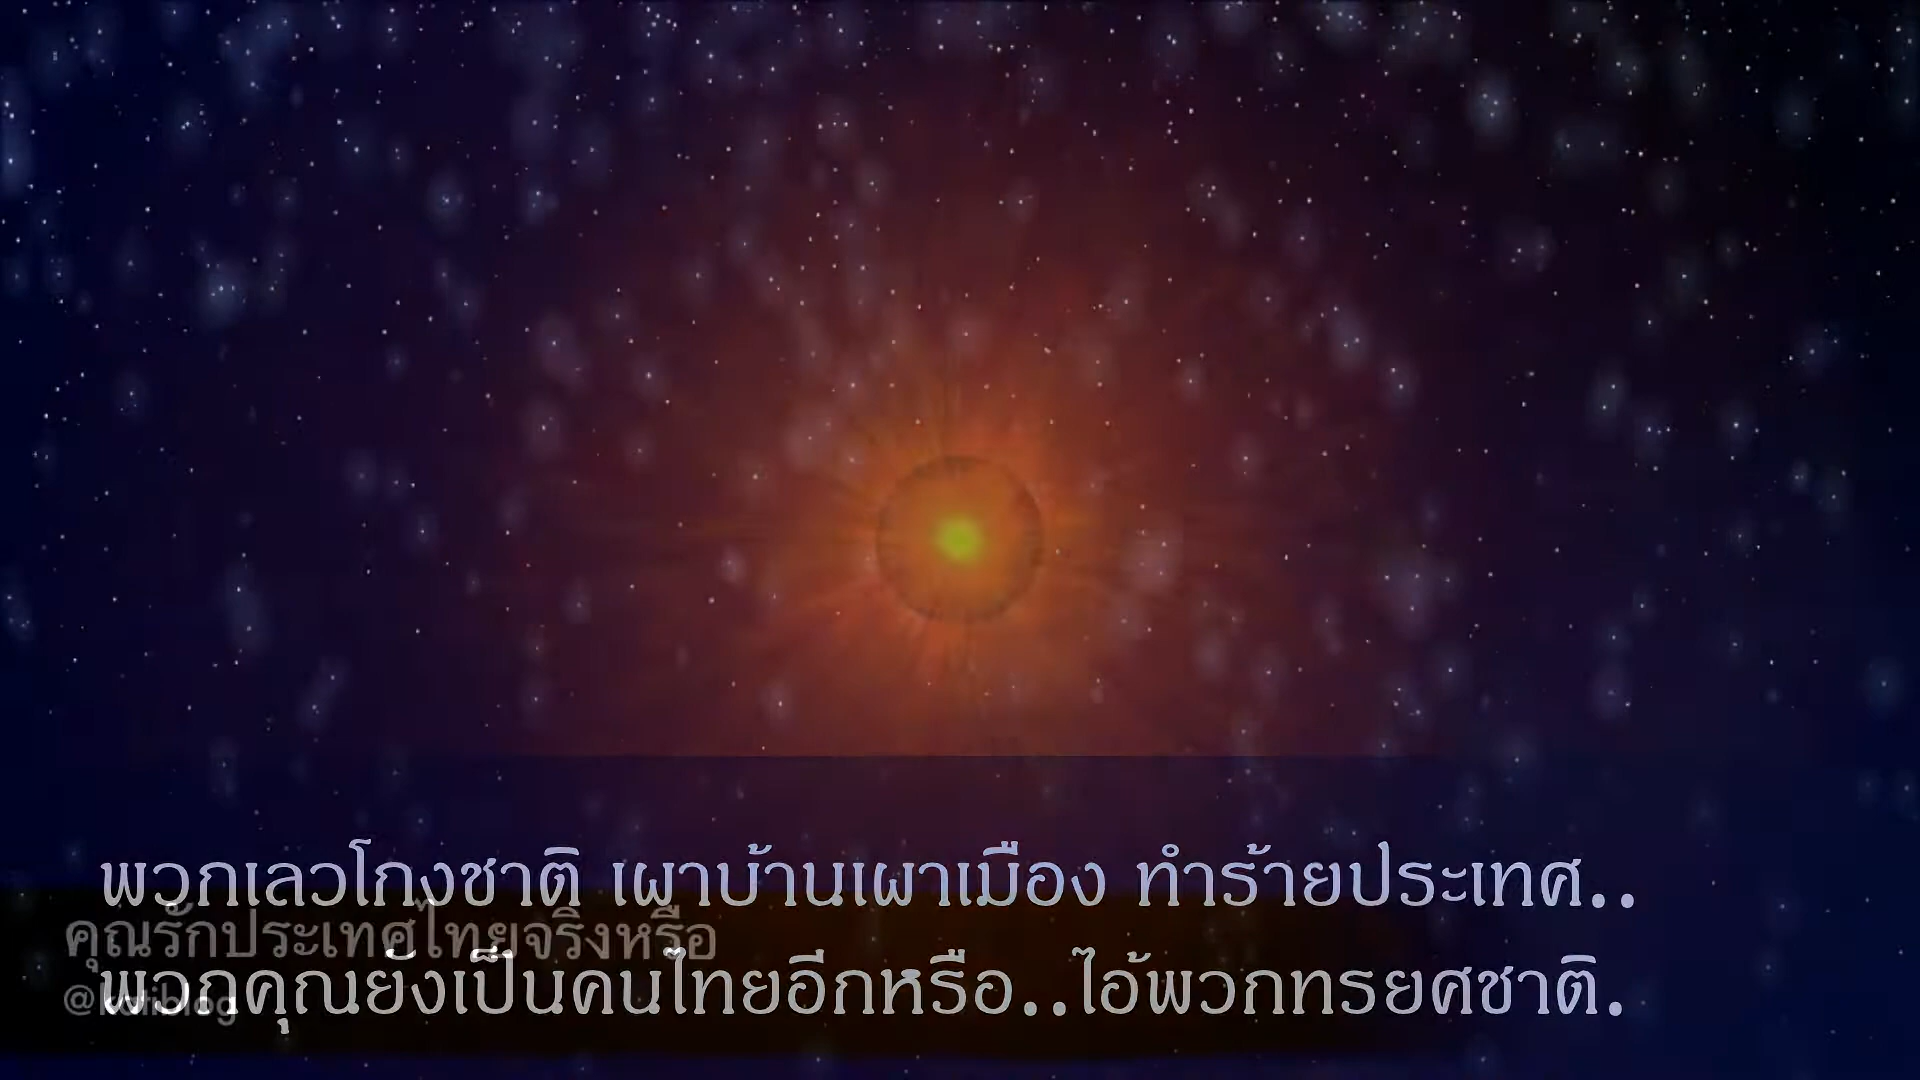 พวกเลวโกงชาติ เผาบ้านเผาเมือง ทำร้ายประเทศ..
คุณรักประเทศไทยจริงหรือ
พวกคุณยังเป็นคนไทยอีกหรือ..ไอ้พวกทรยศชาติ.
@katiblog